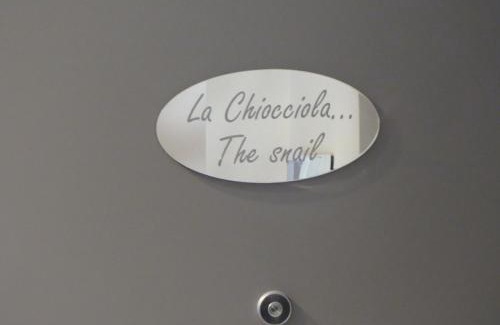 La Chiocciola...
The snail